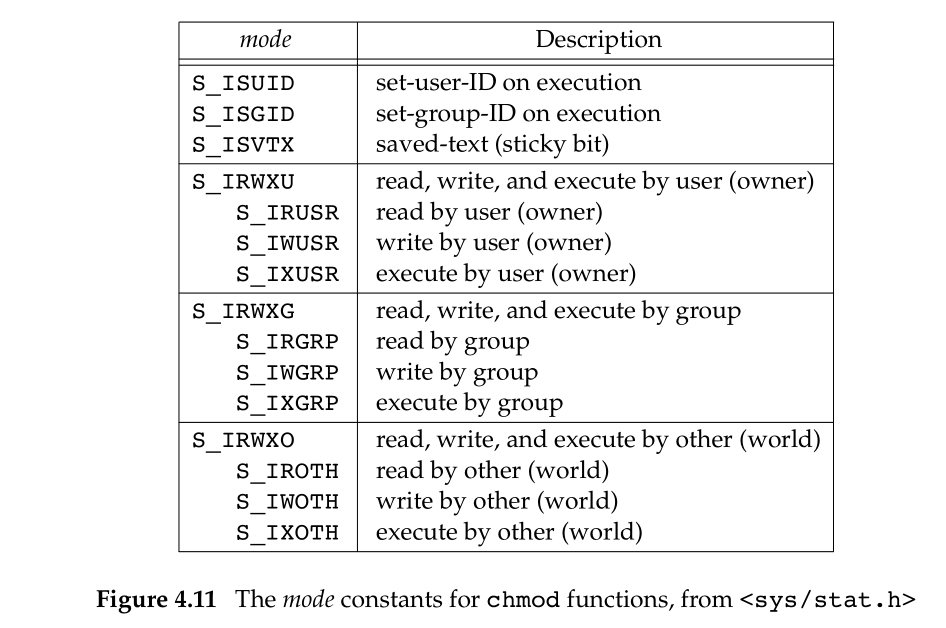 mode Description
S_ISUID set-user-ID on execution
S_ISGID set-group-ID on execution
S_ISVTX saved-text (sticky bit)
S_IRWXU read, write, and execute by user (owner)
S_IRUSR read by user (owner)
S_IWUSR write by user (owner)
S_IXUSR execute by user (owner)
S_IRWXG read, write, and execute by group
S_IRGRP read by group
S_IWGRP write by group
S_IXGRP execute by group
S_IRWXO read, write, and execute by other (world)
S_IROTH read by other (world)
S_IWOTH write by other (world)
S_IXOTH execute by other (world)
Figure 4.11 The mode constants for chmod functions, from <sys/stat.h>